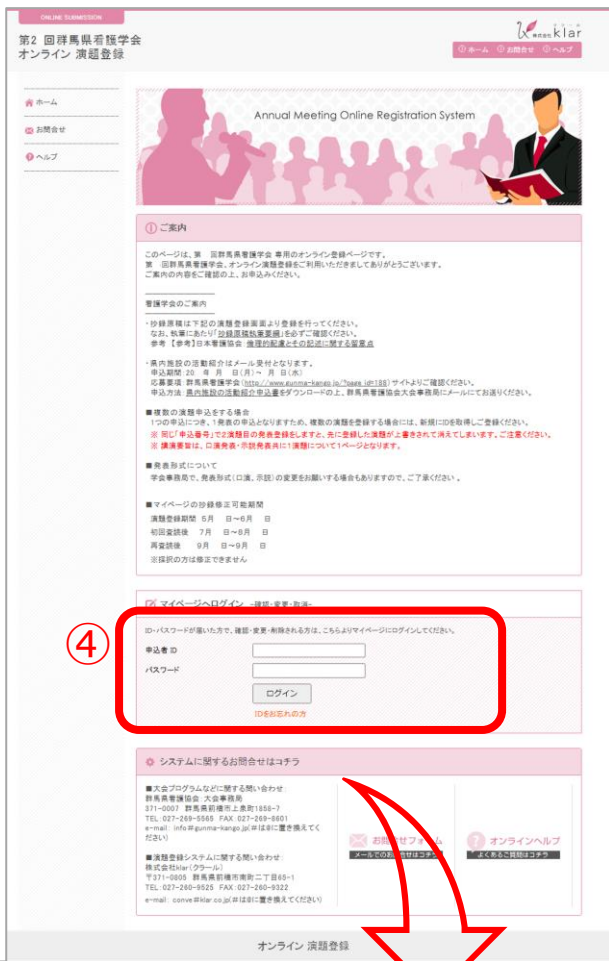 ONLINE SUBMISSION
第2 回群馬県看護学会
オンライン 演題登録
株式会社 klar
ホーム お問合せ ヘルプ
ホーム
お問合せ
ヘルプ
Annual Meeting Online Registration System
ご案内
このページは、第 回群馬県看護学会 専用のオンライン登録ページです。
第 回群馬県看護学会、オンライン演題登録をご利用いただきましてありがとうございます。
ご案内の内容をご確認の上、お申込みください。
看護学会のご案内
・抄録原稿は下記の演題登録画面より登録を行ってください。
なお、執筆にあたり「抄録原稿執筆要綱」を必ずご確認ください。
参考 【参考】日本看護協会 倫理的配慮とその記述に関する留意点
・県内施設の活動紹介はメール受付となります。
申込期間:20 年 月 日(月)~ 月 日(水)
応募要項:群馬県看護学会(http://www.gunma-kango.jp/?page_id=188)サイトよりご確認ください。
申込方法:県内施設の活動紹介申込書をダウンロードの上、群馬県看護協会大会事務局にメールにてお送りください。
■複数の演題申込をする場合
1つの申込につき、1発表の申込となりますため、複数の演題を登録する場合には、新規にIDを取得しご登録ください。
※ 同じ「申込番号」で2演題目の発表登録をしますと、先に登録した演題が上書きされて消えてしまいます。ご注意ください。
※ 講演要旨は、口演発表・示説発表共に1演題について1ページとなります。
■発表形式について
学会事務局で、発表形式(口演、示説)の変更をお願いする場合もありますので、ご了承ください 。
■マイページの抄録修正可能期間
演題登録期間 5月 日~6月 日
初回査読後 7月 日~8月 日
再査読後 9月 日~9月 日
※採択の方は修正できません
マイページへログイン -確認・変更・取消-
④
ID・パスワードが届いた方で、確認・変更・削除される方は、こちらよりマイページにログインしてください。
申込者 ID
パスワード
ログイン
IDをお忘れの方
システムに関するお問合せはコチラ
■大会プログラムなどに関する問い合わせ
群馬県看護協会 大会事務局
371-0007 群馬県前橋市上泉町1858-7
TEL:027-269-5565 FAX:027-269-8601
e-mail: info#gunma-kango.jp(#は@に置き換えてく
ださい)
■演題登録システムに関する問い合わせ:
株式会社klar(クラール)
〒371-0805 群馬県前橋市南町二丁目65-1
TEL:027-260-9525 FAX:027-260-9322
e-mail: conve#klar.co.jp(#は@に置き換えてください)
お問合せフォーム
メールでのお問合せはコチラ
オンラインヘルプ
よくあるご質問はコチラ
オンライン 演題登録